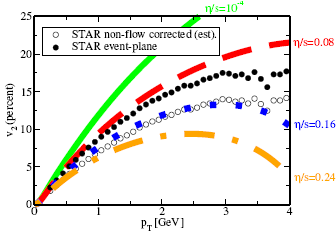 η/s=10⁻⁴
25
STAR non-flow corrected (est).
STAR event-plane
20
15
10
5
0
v₂ (percent)
η/s=0.08
η/s=0.16
η/s=0.24
0 1 2 3 4
p_T [GeV]